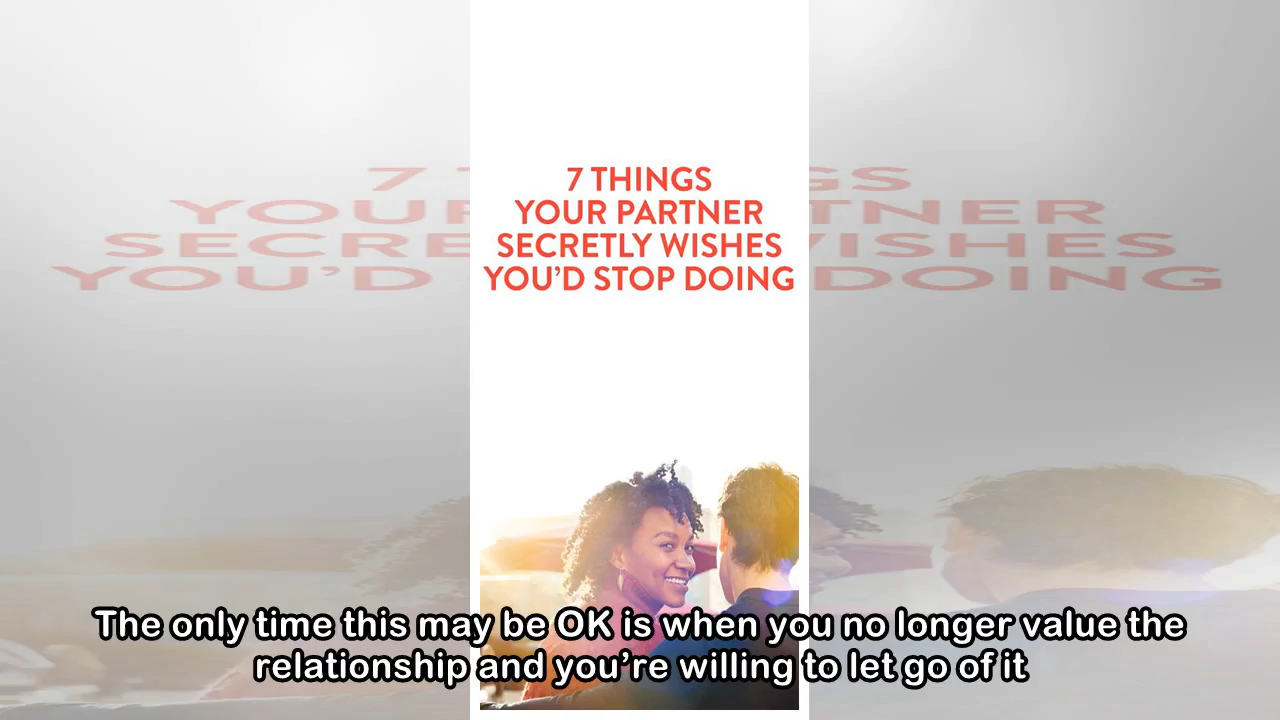 7 THINGS
YOUR PARTNER
SECRETLY WISHES
YOU’D STOP DOING
The only time this may be OK is when you no longer value the
relationship and you’re willing to let go of it